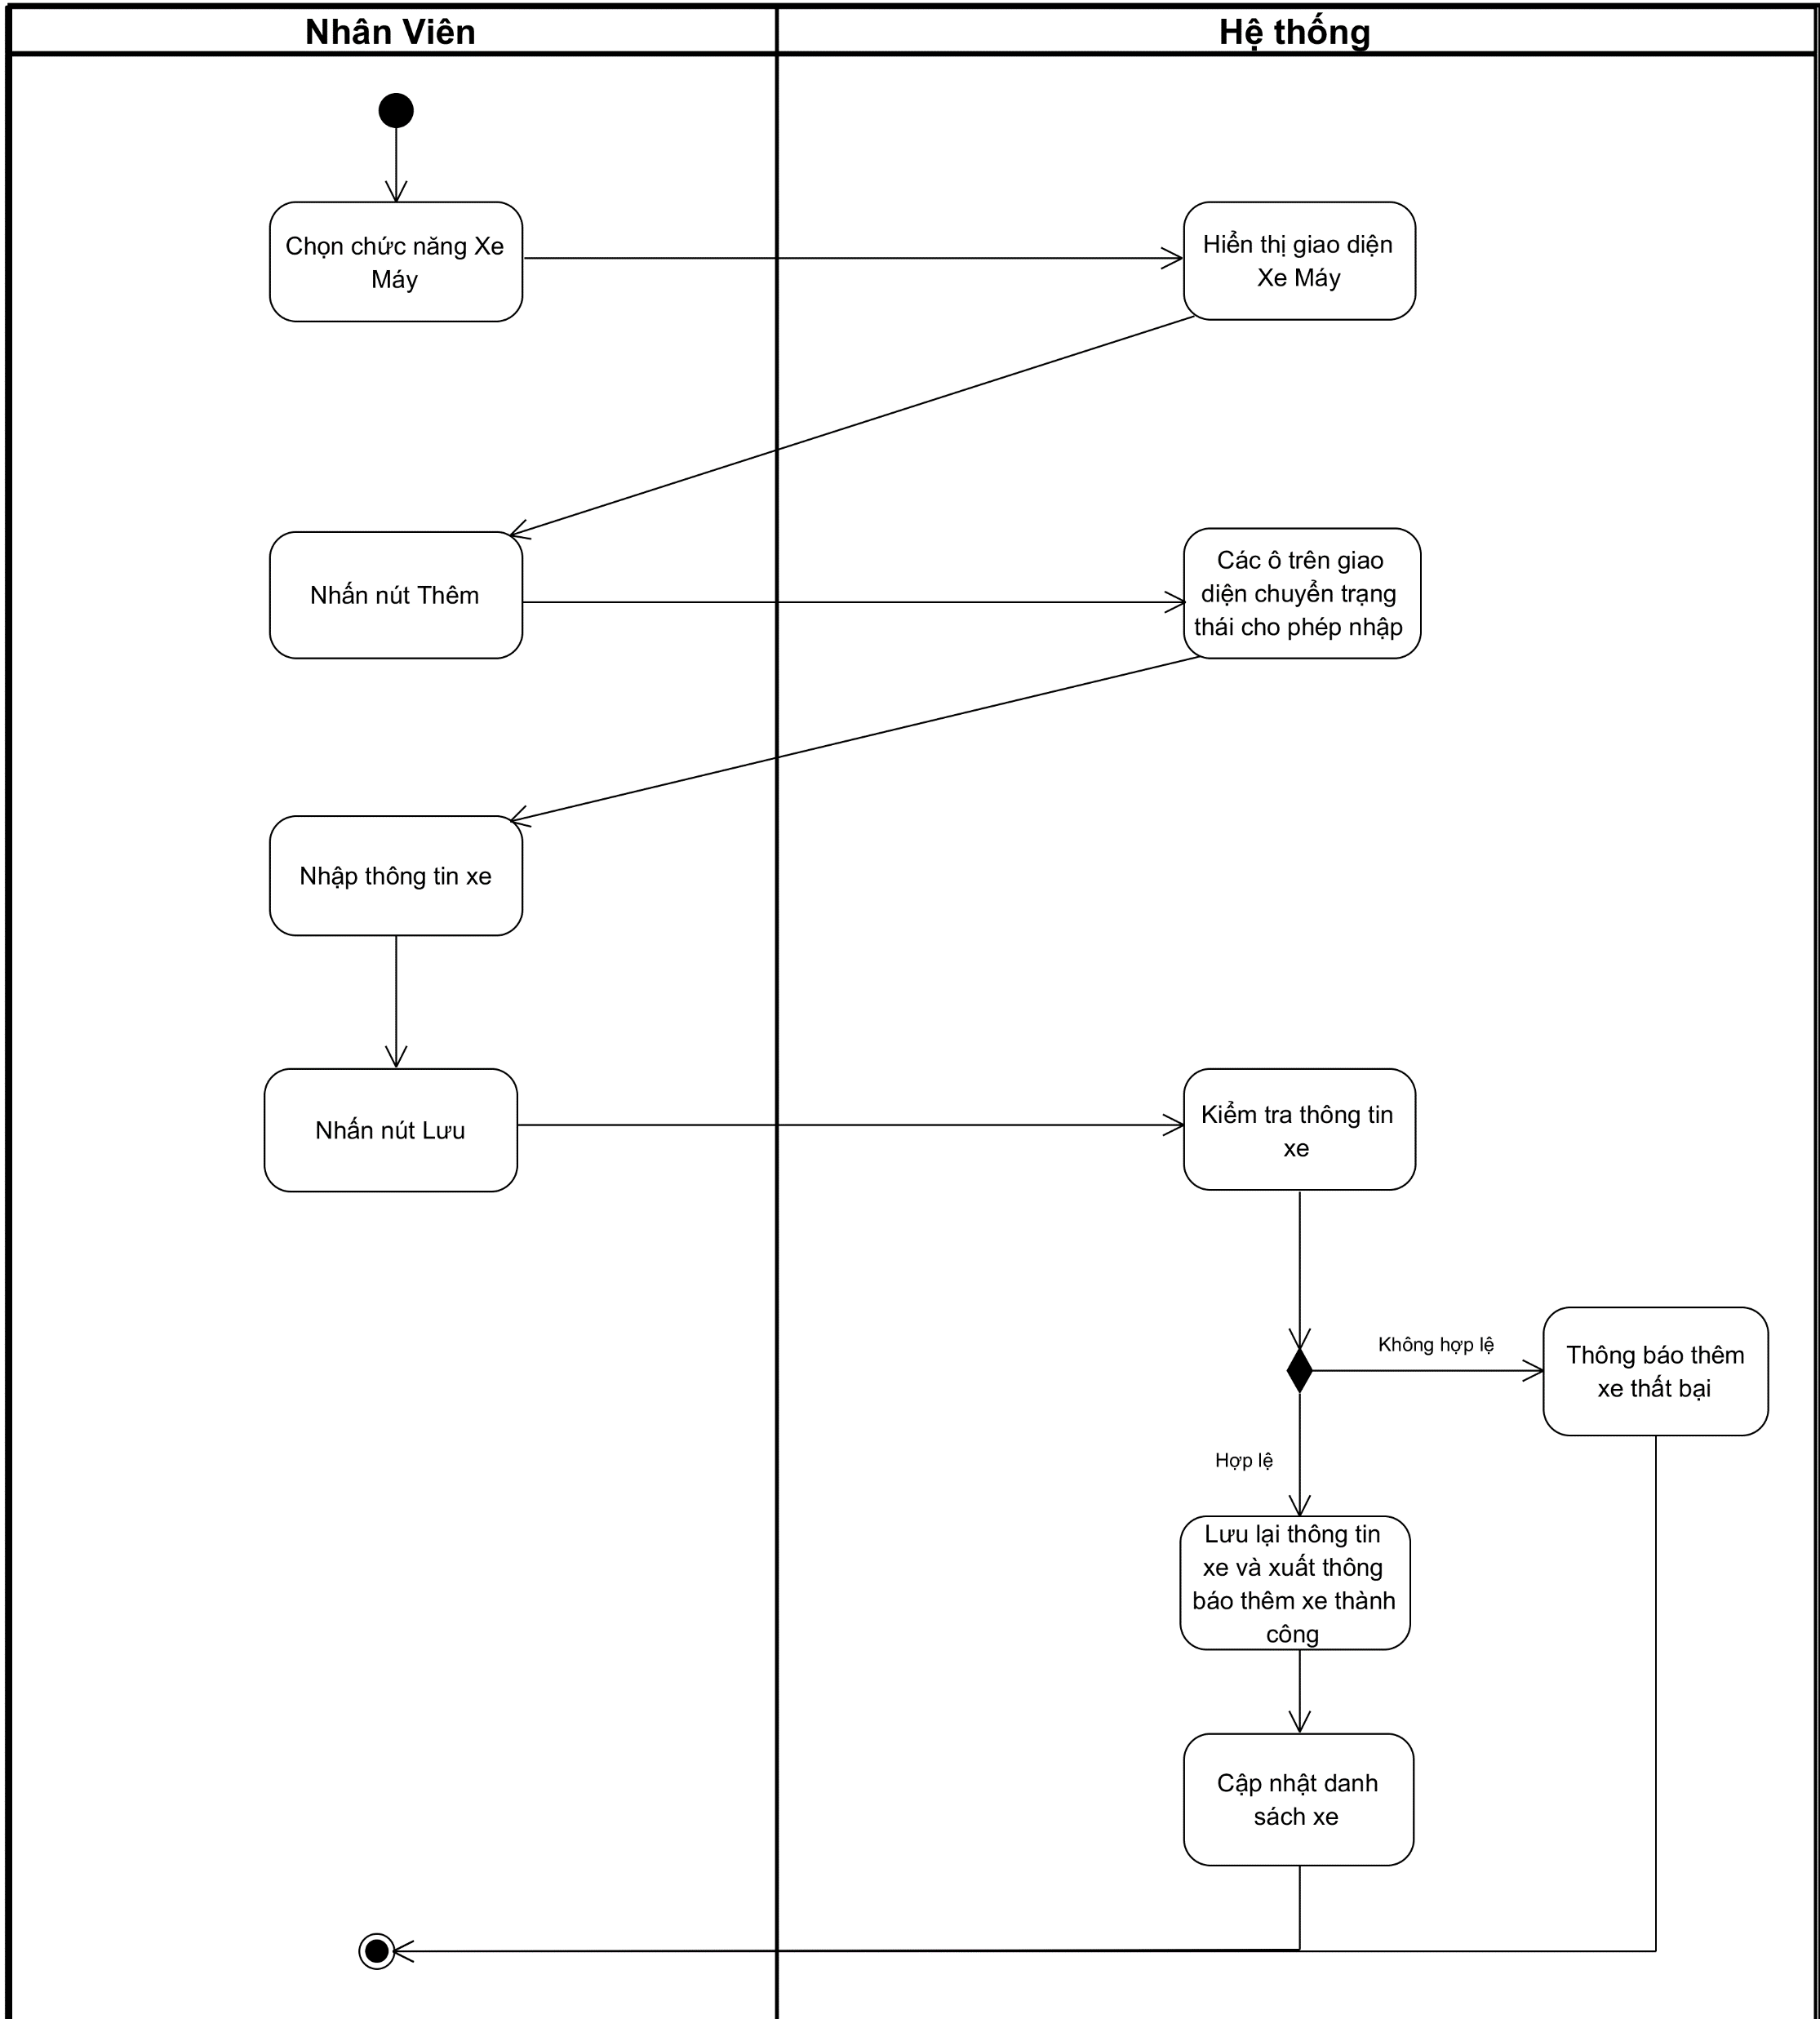 Nhân Viên
Hệ thống
Chọn chức năng Xe
Máy
Hiển thị giao diện
Xe Máy
Nhấn nút Thêm
Các ô trên giao
diện chuyển trạng
thái cho phép nhập
Nhập thông tin xe
Nhấn nút Lưu
Kiểm tra thông tin
xe
Không hợp lệ
Thông báo thêm
xe thất bại
Hợp lệ
Lưu lại thông tin
xe và xuất thông
báo thêm xe thành
công
Cập nhật danh
sách xe